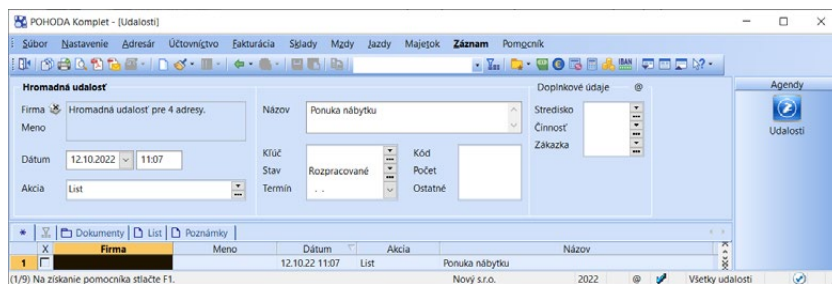 POHODA Komplet - [Udalosti]
Súbor Nastavenie Adresár Účtovníctvo Fakturácia Sklady Mzdy Jazdy Majetok Záznam Pomocník
IBAN
Hromadná udalosť Doplnkové údaje @ Agendy
Firma Hromadná udalosť pre 4 adresy. Názov Ponuka nábytku Stredisko
Meno Činnosť Udalosti
Zákazka
Dátum 12.10.2022 11:07 Kľúč Kód
Stav Rozpracované Počet
Akcia List Termín . . Ostatné
* Dokumenty List Poznámky
X Firma Meno Dátum Akcia Názov
1 12.10.22 11:07 List Ponuka nábytku
(1/9) Na získanie pomocníka stlačte F1. Nový s.r.o. 2022 @ Všetky udalosti